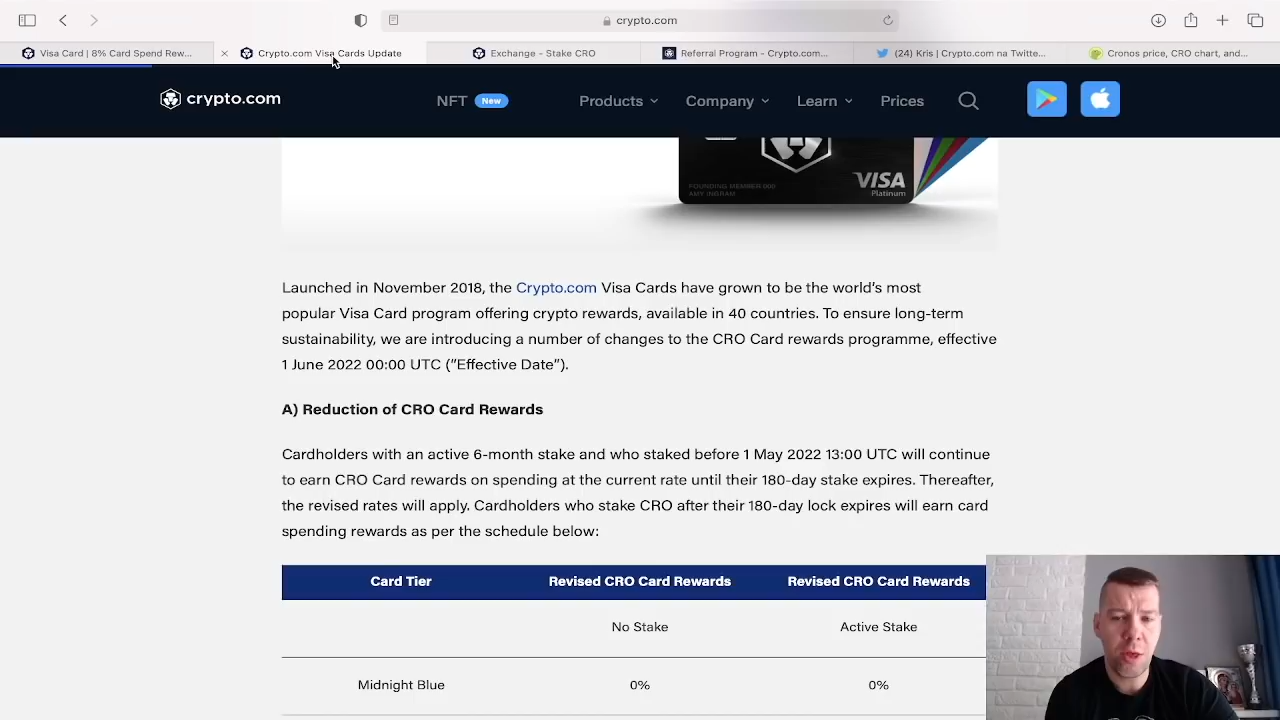 crypto.com
Visa Card | 8% Card Spend Rew...
Crypto.com Visa Cards Update
Exchange – Stake CRO
Referral Program – Crypto.com...
(24) Kris | Crypto.com na Twitte...
Cronos price, CRO chart, and...
crypto.com
NFT New Products Company Learn Prices
FOUNDING MEMBER 000
AMY INGRAM
VISA
Platinum
Launched in November 2018, the Crypto.com Visa Cards have grown to be the world's most
popular Visa Card program offering crypto rewards, available in 40 countries. To ensure long-term
sustainability, we are introducing a number of changes to the CRO Card rewards programme, effective
1 June 2022 00:00 UTC ("Effective Date").
A) Reduction of CRO Card Rewards
Cardholders with an active 6-month stake and who staked before 1 May 2022 13:00 UTC will continue
to earn CRO Card rewards on spending at the current rate until their 180-day stake expires. Thereafter,
the revised rates will apply. Cardholders who stake CRO after their 180-day lock expires will earn card
spending rewards as per the schedule below:
Card Tier Revised CRO Card Rewards Revised CRO Card Rewards
No Stake Active Stake
Midnight Blue 0% 0%